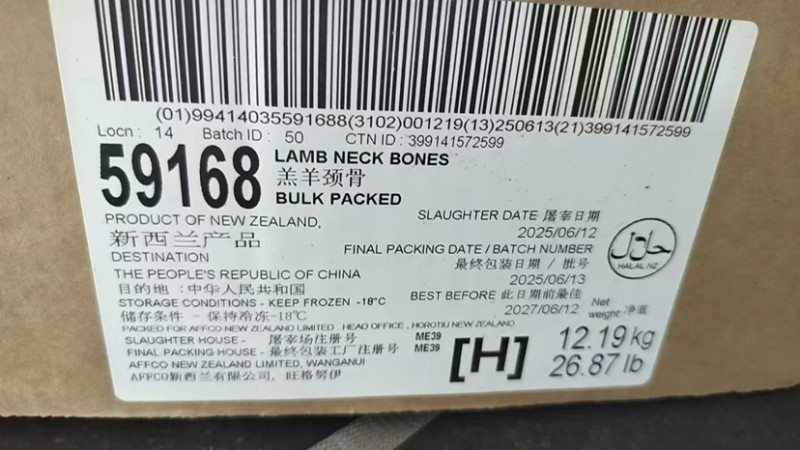 (01)99414035591688(3102)001219(13)250613(21)399141572599
Locn : 14 Batch ID : 50 CTN ID : 399141572599
59168 LAMB NECK BONES
羔羊颈骨
BULK PACKED
PRODUCT OF NEW ZEALAND,
新西兰产品
DESTINATION
THE PEOPLE'S REPUBLIC OF CHINA
目的地 :中华人民共和国
STORAGE CONDITIONS - KEEP FROZEN -18°C
储存条件 - 保持冷冻-18℃
SLAUGHTER DATE 屠宰日期
2025/06/12
FINAL PACKING DATE / BATCH NUMBER
最终包装日期 / 批号
2025/06/13
BEST BEFORE 此日期前最佳
2027/06/12
حلال
HALAL NZ
PACKED FOR AFFCO NEW ZEALAND LIMITED HEAD OFFICE , HOROTIU NEW ZEALAND
SLAUGHTER HOUSE - 屠宰场注册号 ME39
FINAL PACKING HOUSE - 最终包装工厂注册号 ME39
AFFCO NEW ZEALAND LIMITED, WANGANUI
AFFCO新西兰有限公司, 旺格努伊
[H]
Net weight: 净重
12.19kg
26.87 lb